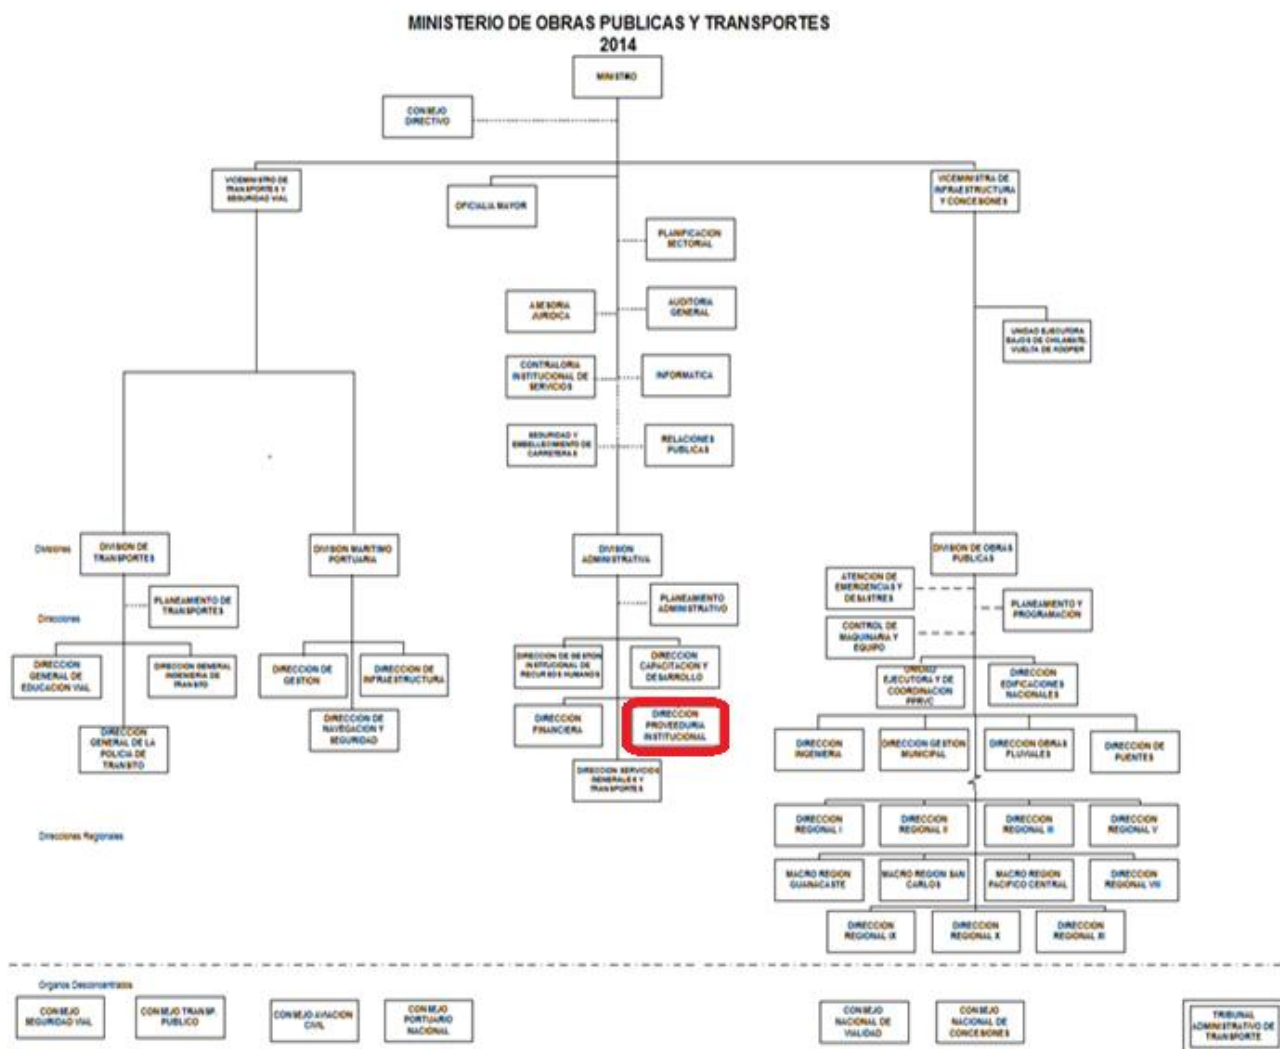 MINISTERIO DE OBRAS PUBLICAS Y TRANSPORTES
2014
MINISTRO
CONSEJO
DIRECTIVO
VICEMINISTRO DE
TRANSPORTES Y
SEGURIDAD VIAL
OFICIALIA MAYOR
VICEMINISTRA DE
INFRAESTRUCTURA
Y CONCESIONES
PLANIFICACION
SECTORIAL
ASESORIA
JURIDICA
AUDITORIA
GENERAL
UNIDAD EJECUTORA
BAJOS DE CHILAMATE-
VUELTA DE KOOPER
CONTRALORIA
INSTITUCIONAL DE
SERVICIOS
INFORMATICA
SEGURIDAD Y
EMBELLECIMIENTO DE
CARRETERAS
RELACIONES
PUBLICAS
Divisiones
DIVISION DE
TRANSPORTES
DIVISION MARITIMO
PORTUARIA
DIVISION
ADMINISTRATIVA
DIVISION DE OBRAS
PUBLICAS
PLANEAMIENTO DE
TRANSPORTES
PLANEAMIENTO
ADMINISTRATIVO
ATENCION DE
EMERGENCIAS Y
DESASTRES
PLANEAMIENTO Y
PROGRAMACION
Direcciones
CONTROL DE
MAQUINARIA Y
EQUIPO
DIRECCION
GENERAL DE
EDUCACION VIAL
DIRECCION GENERAL
INGENIERIA DE
TRANSITO
DIRECCION DE
GESTION
DIRECCION DE
INFRAESTRUCTURA
DIRECCION DE GESTION
INSTITUCIONAL DE
RECURSOS HUMANOS
DIRECCION
CAPACITACION Y
DESARROLLO
UNIDAD
EJECUTORA Y DE
COORDINACION
PPRVC
DIRECCION
EDIFICACIONES
NACIONALES
DIRECCION
GENERAL DE LA
POLICIA DE
TRANSITO
DIRECCION DE
NAVEGACION Y
SEGURIDAD
DIRECCION
FINANCIERA
DIRECCION
PROVEEDURIA
INSTITUCIONAL
DIRECCION
INGENIERIA
DIRECCION GESTION
MUNICIPAL
DIRECCION OBRAS
FLUVIALES
DIRECCION DE
PUENTES
DIRECCION SERVICIOS
GENERALES Y
TRANSPORTES
Direcciones Regionales
DIRECCION
REGIONAL I
DIRECCION
REGIONAL II
DIRECCION
REGIONAL III
DIRECCION
REGIONAL V
MACRO REGION
GUANACASTE
MACRO REGION SAN
CARLOS
MACRO REGION
PACIFICO CENTRAL
DIRECCION
REGIONAL VIII
DIRECCION
REGIONAL IX
DIRECCION
REGIONAL X
DIRECCION
REGIONAL XI
Organos Desconcentrados
CONSEJO
SEGURIDAD VIAL
CONSEJO TRANSP.
PUBLICO
CONSEJO AVIACION
CIVIL
CONSEJO
PORTUARIO
NACIONAL
CONSEJO
NACIONAL DE
VIALIDAD
CONSEJO
NACIONAL DE
CONCESIONES
TRIBUNAL
ADMINISTRATIVO DE
TRANSPORTE